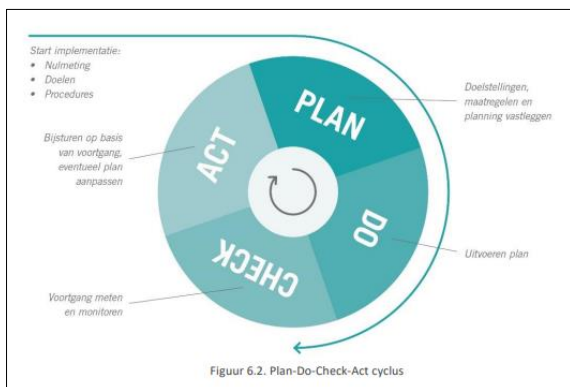 Start implementatie:
• Nulmeting
• Doelen
• Procedures
PLAN
Doelstellingen,
maatregelen en
planning vastleggen
DO
Uitvoeren plan
CHECK
Voortgang meten
en monitoren
ACT
Bijsturen op basis
van voortgang,
eventueel plan
aanpassen
Figuur 6.2. Plan-Do-Check-Act cyclus